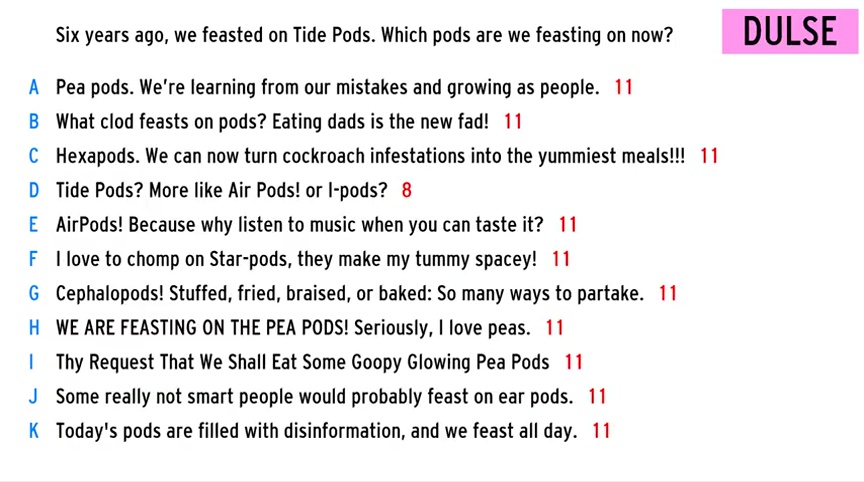 Six years ago, we feasted on Tide Pods. Which pods are we feasting on now?
DULSE
A Pea pods. We're learning from our mistakes and growing as people. 11
B What clod feasts on pods? Eating dads is the new fad! 11
C Hexapods. We can now turn cockroach infestations into the yummiest meals!!! 11
D Tide Pods? More like Air Pods! or I-pods? 8
E AirPods! Because why listen to music when you can taste it? 11
F I love to chomp on Star-pods, they make my tummy spacey! 11
G Cephalopods! Stuffed, fried, braised, or baked: So many ways to partake. 11
H WE ARE FEASTING ON THE PEA PODS! Seriously, I love peas. 11
I Thy Request That We Shall Eat Some Goopy Glowing Pea Pods 11
J Some really not smart people would probably feast on ear pods. 11
K Today's pods are filled with disinformation, and we feast all day. 11